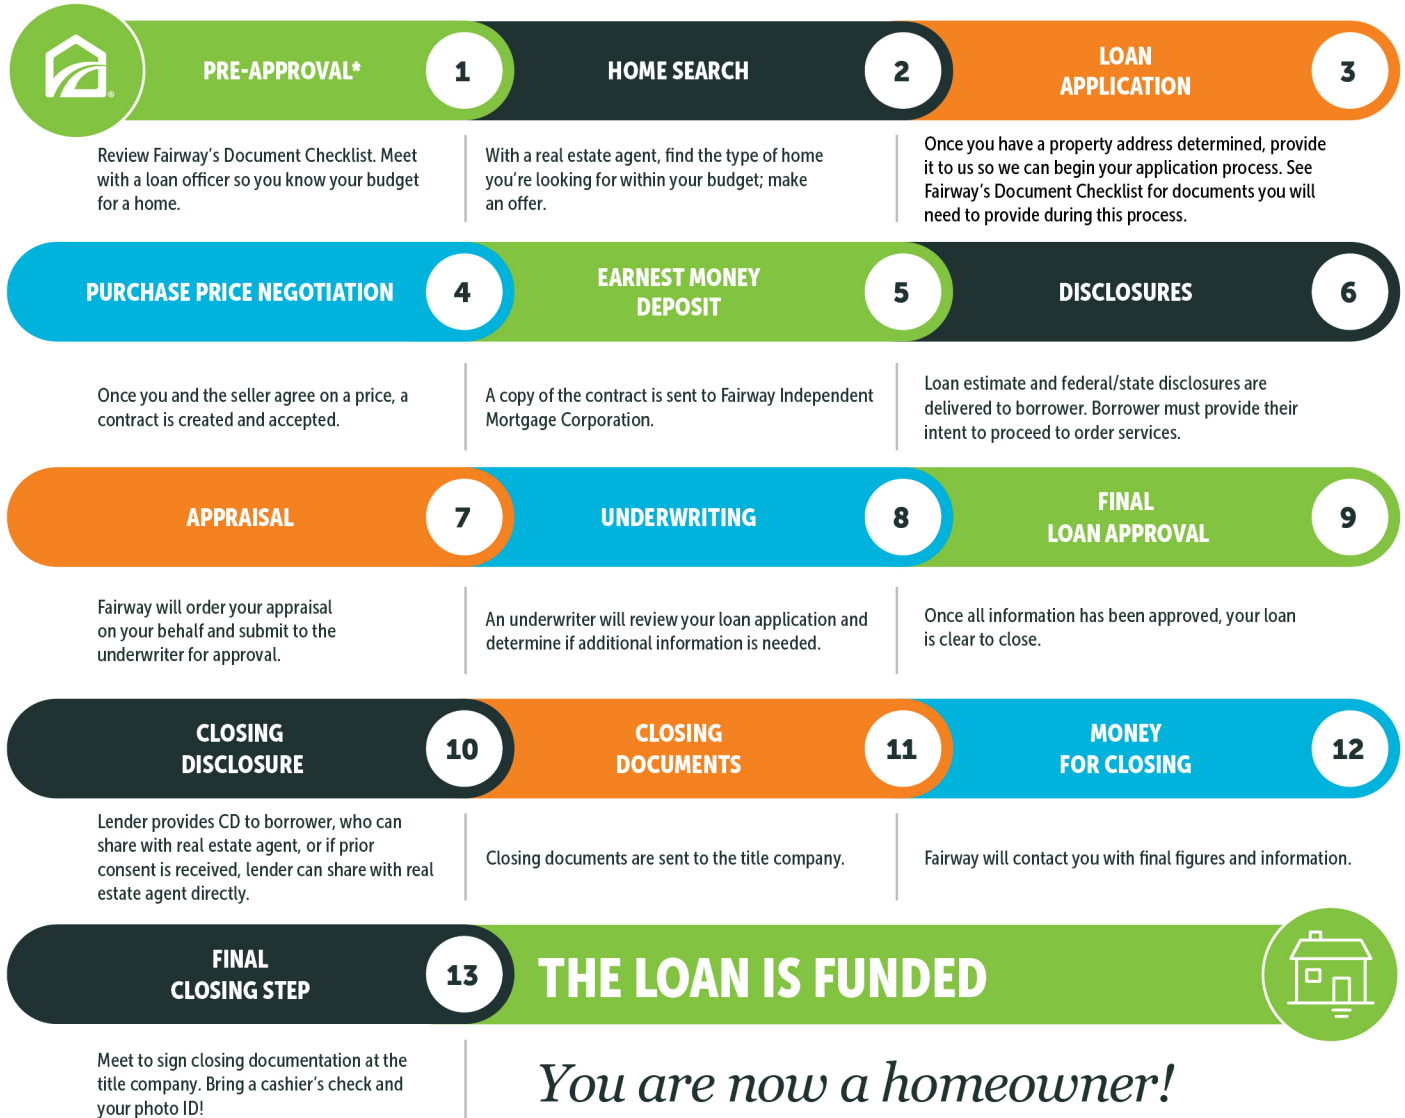 PRE-APPROVAL*
1
Review Fairway's Document Checklist. Meet
with a loan officer so you know your budget
for a home.
HOME SEARCH
2
With a real estate agent, find the type of home
you're looking for within your budget; make
an offer.
LOAN
APPLICATION
3
Once you have a property address determined, provide
it to us so we can begin your application process. See
Fairway's Document Checklist for documents you will
need to provide during this process.
PURCHASE PRICE NEGOTIATION
4
Once you and the seller agree on a price, a
contract is created and accepted.
EARNEST MONEY
DEPOSIT
5
A copy of the contract is sent to Fairway Independent
Mortgage Corporation.
DISCLOSURES
6
Loan estimate and federal/state disclosures are
delivered to borrower. Borrower must provide their
intent to proceed to order services.
APPRAISAL
7
Fairway will order your appraisal
on your behalf and submit to the
underwriter for approval.
UNDERWRITING
8
An underwriter will review your loan application and
determine if additional information is needed.
FINAL
LOAN APPROVAL
9
Once all information has been approved, your loan
is clear to close.
CLOSING
DISCLOSURE
10
Lender provides CD to borrower, who can
share with real estate agent, or if prior
consent is received, lender can share with real
estate agent directly.
CLOSING
DOCUMENTS
11
Closing documents are sent to the title company.
MONEY
FOR CLOSING
12
Fairway will contact you with final figures and information.
FINAL
CLOSING STEP
13
Meet to sign closing documentation at the
title company. Bring a cashier's check and
your photo ID!
THE LOAN IS FUNDED
You are now a homeowner!